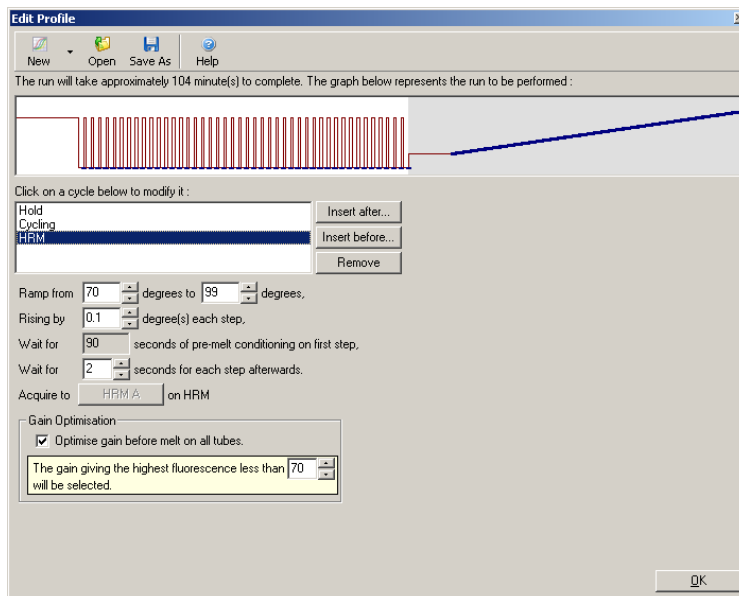 Edit Profile
New Open Save As Help
The run will take approximately 104 minute(s) to complete. The graph below represents the run to be performed :
Click on a cycle below to modify it :
Hold
Cycling
HRM
Insert after...
Insert before...
Remove
Ramp from 70 degrees to 99 degrees,
Rising by 0.1 degree(s) each step,
Wait for 90 seconds of pre-melt conditioning on first step,
Wait for 2 seconds for each step afterwards.
Acquire to HRM A on HRM
Gain Optimisation
Optimise gain before melt on all tubes.
The gain giving the highest fluorescence less than 70
will be selected.
OK